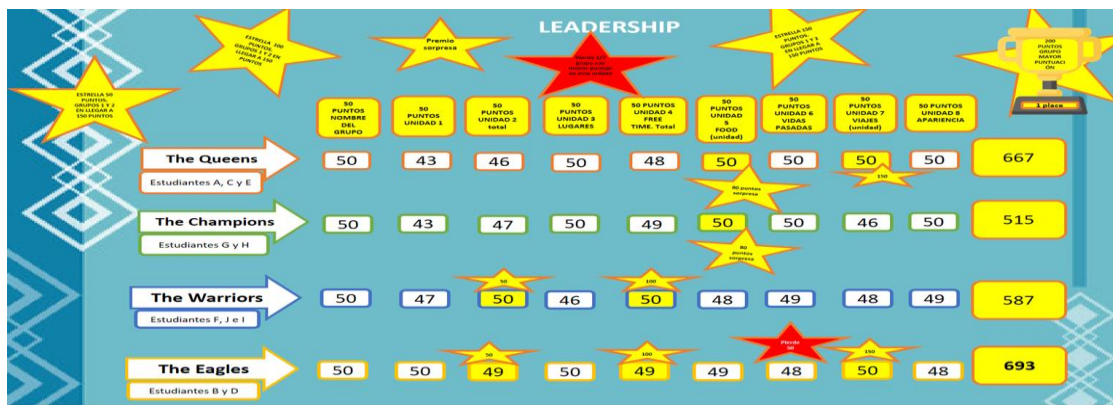 LEADERSHIP
ESTRELLA 100
PUNTOS.
GRUPOS 1 Y 2 EN
LLEGAR A 150
PUNTOS
Premio
sorpresa
ESTRELLA 150
PUNTOS.
GRUPOS 1 Y 2
EN LLEGAR A
150 PUNTOS
200
PUNTOS
GRUPO
MAYOR
PUNTUACI
ÓN
1 place
ESTRELLA 50
PUNTOS.
GRUPOS 1 Y 2
EN LLEGAR A
150 PUNTOS
50
PUNTOS
NOMBRE
DEL
GRUPO
50
PUNTOS
UNIDAD 1
50
PUNTOS
UNIDAD 2
total
50
PUNTOS
UNIDAD 3
LUGARES
50 PUNTOS
UNIDAD 4
FREE
TIME. Total
50
PUNTOS
UNIDAD
5
FOOD
(unidad)
50
PUNTOS
UNIDAD 6
VIDAS
PASADAS
50
PUNTOS
UNIDAD 7
VIAJES
(unidad)
50 PUNTOS
UNIDAD 8
APARIENCIA
The Queens 50 43 46 50 48 50 50 50 50 667
Estudiantes A, C y E
80 puntos
sorpresa
150
The Champions 50 43 47 50 49 50 50 46 50 515
Estudiantes G y H
80
puntos
sorpresa
50 100
The Warriors 50 47 50 46 50 48 49 48 49 587
Estudiantes F, J e I
50 100 Pierde
50
150
The Eagles 50 50 49 50 49 49 48 50 48 693
Estudiantes B y D